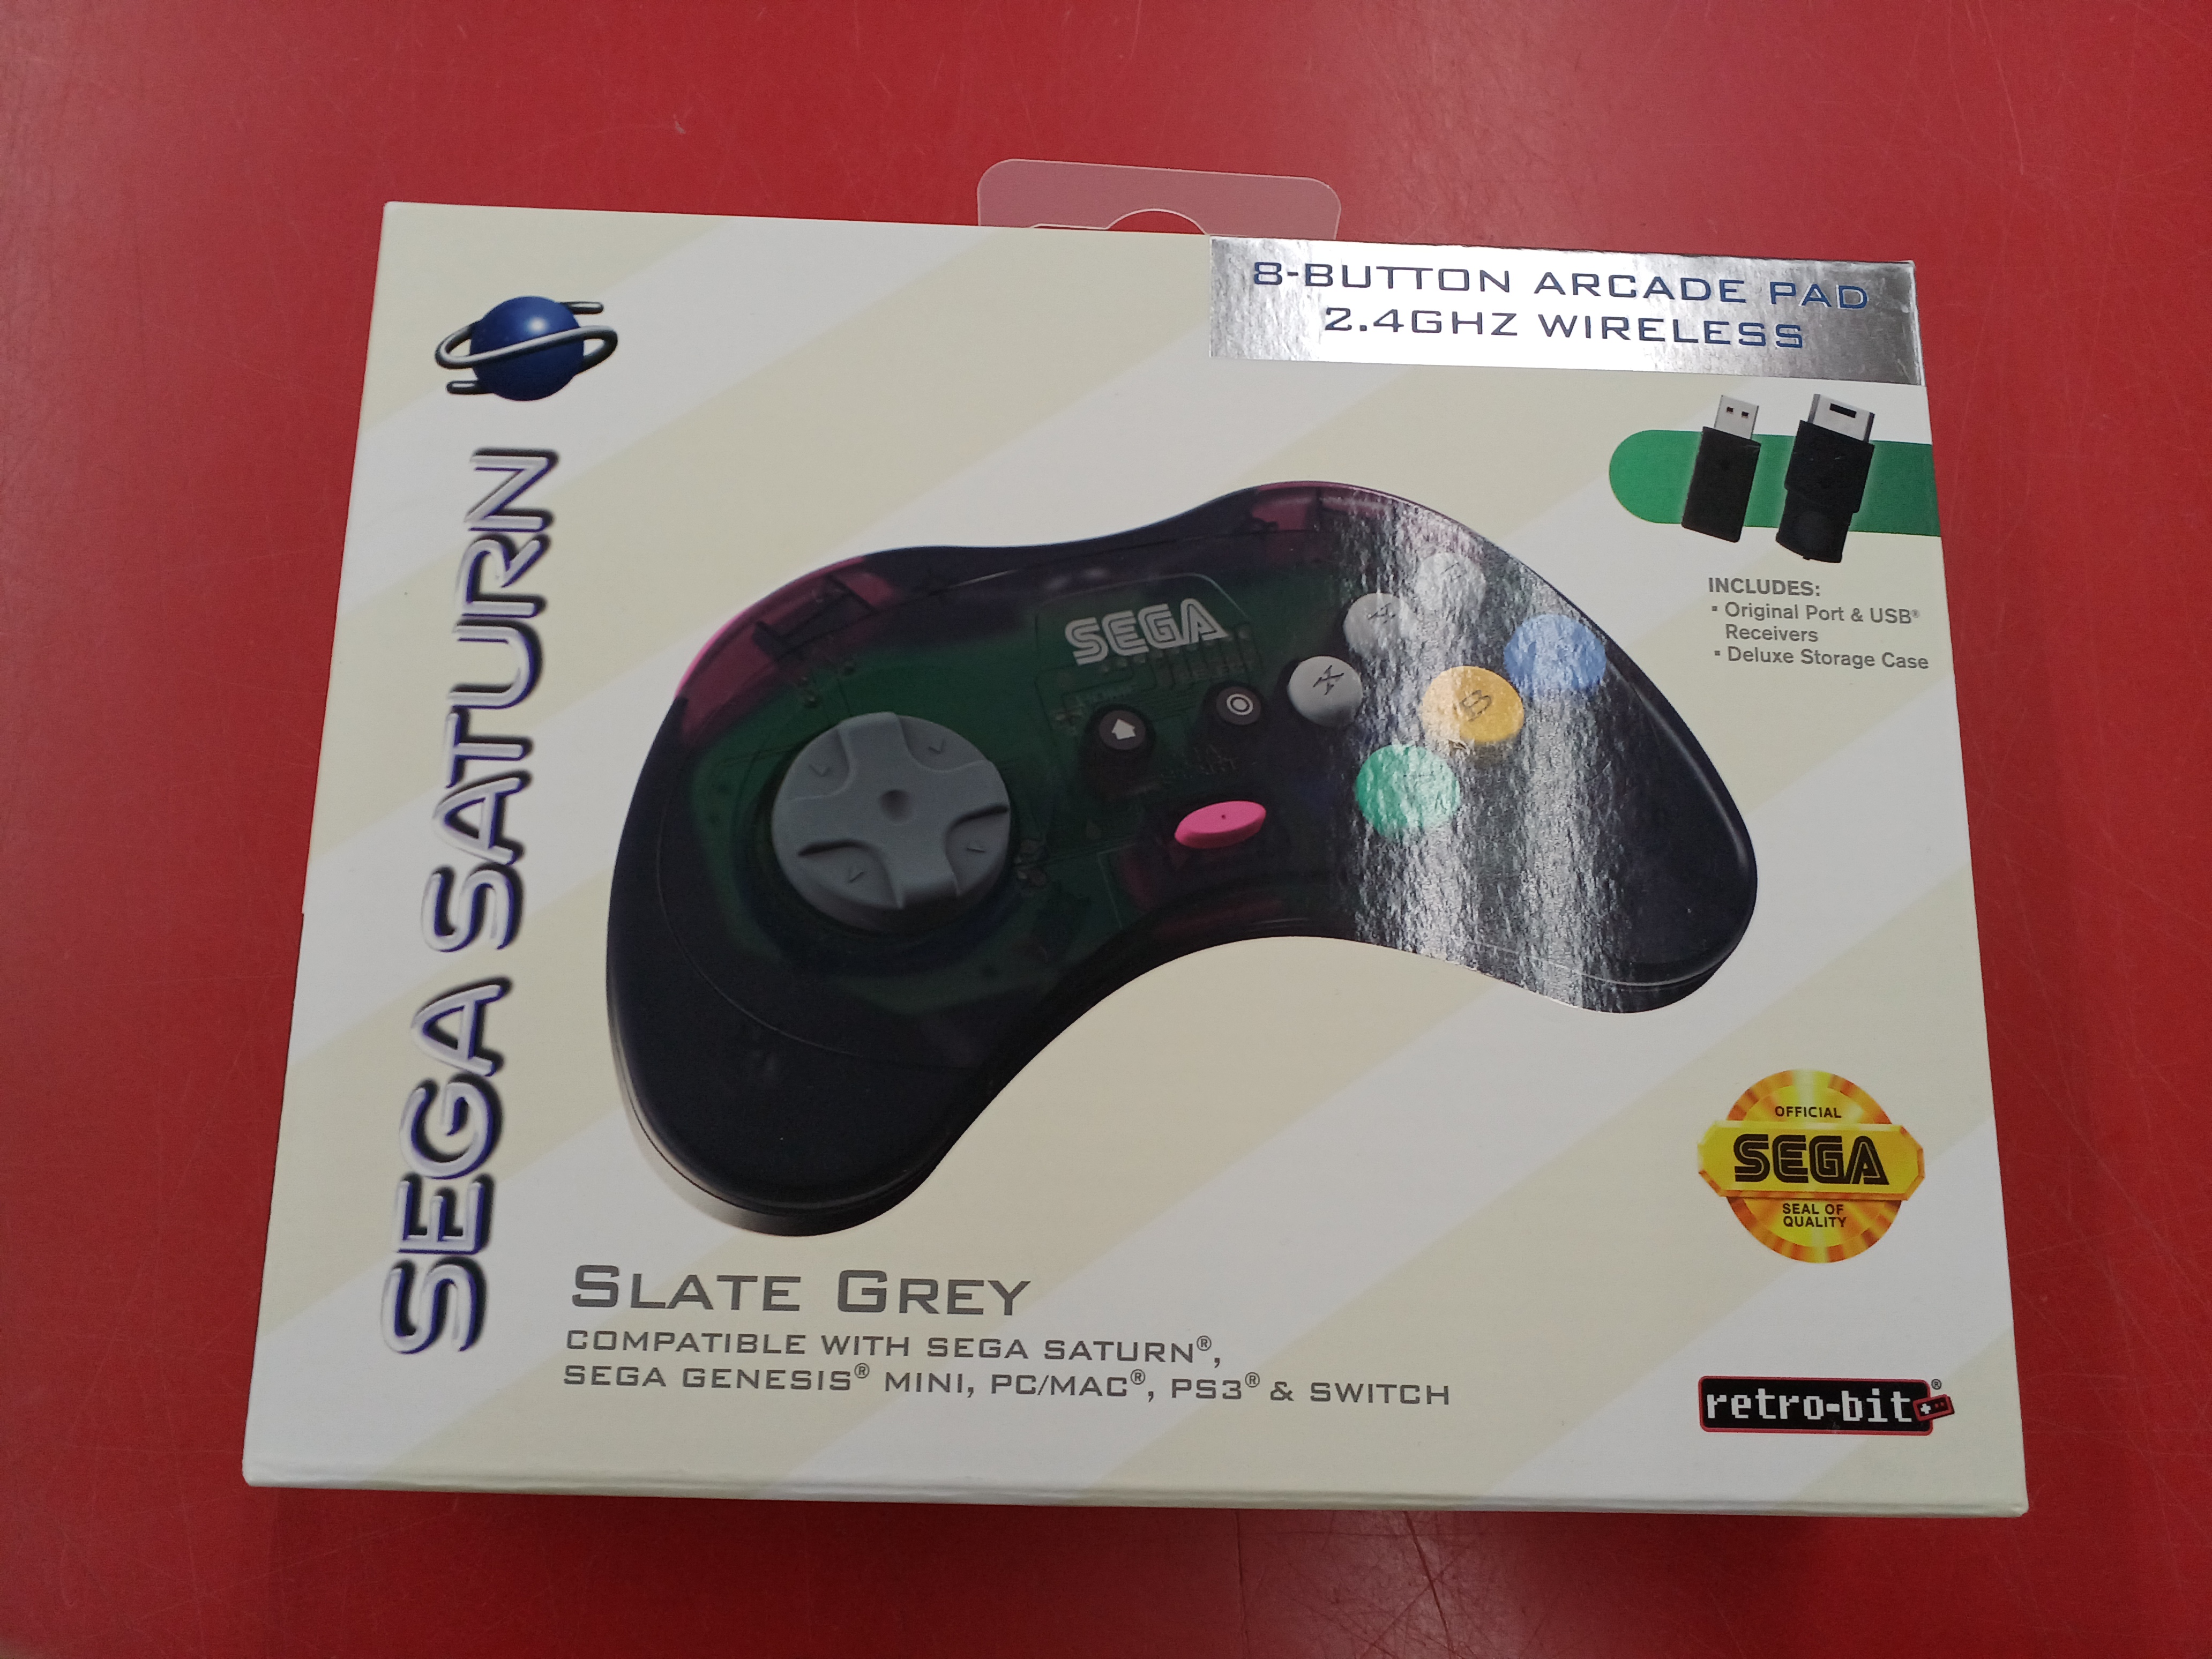 8-BUTTON ARCADE PAD
2.4GHZ WIRELESS
SEGA SATURN
INCLUDES:
▪ Original Port & USB®
Receivers
▪ Deluxe Storage Case
SEGA
X
B
OFFICIAL
SEGA
SEAL OF
QUALITY
SLATE GREY
COMPATIBLE WITH SEGA SATURN®,
SEGA GENESIS® MINI, PC/MAC®, PS3® & SWITCH
retro-bit®